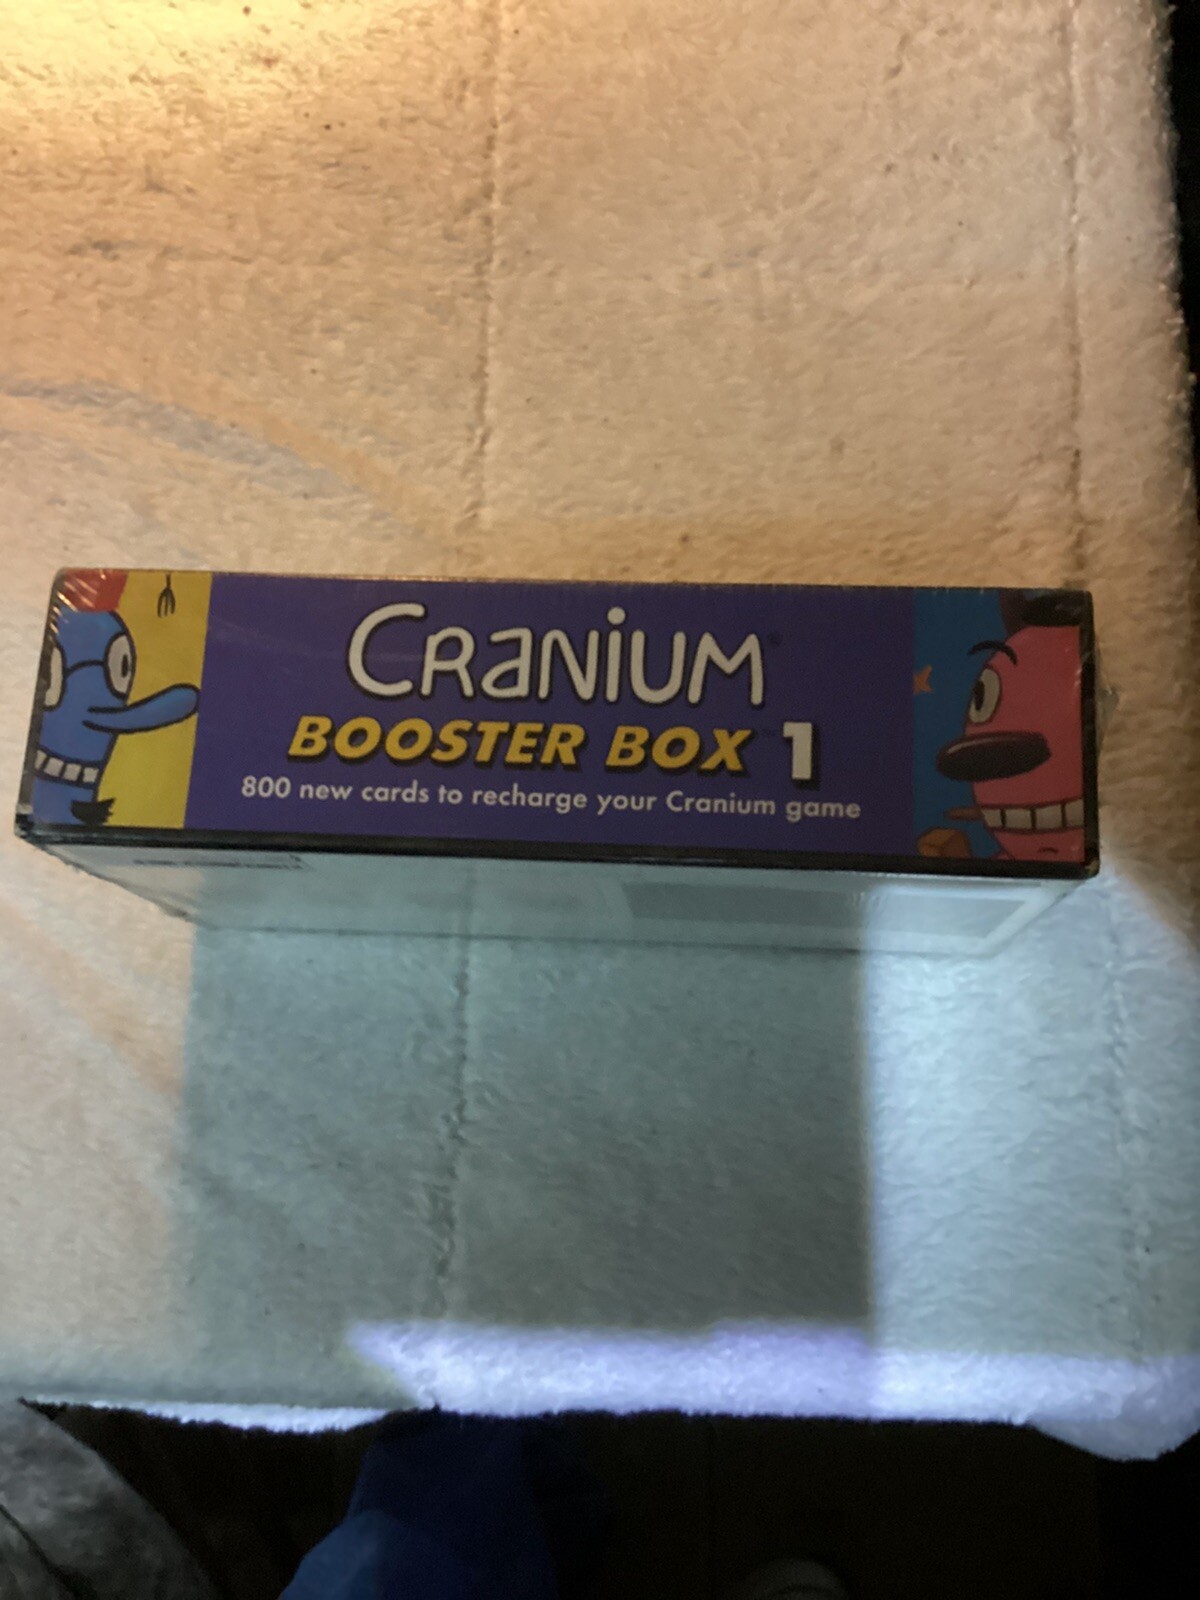 CRANIUM®
BOOSTER BOX 1
800 new cards to recharge your Cranium game